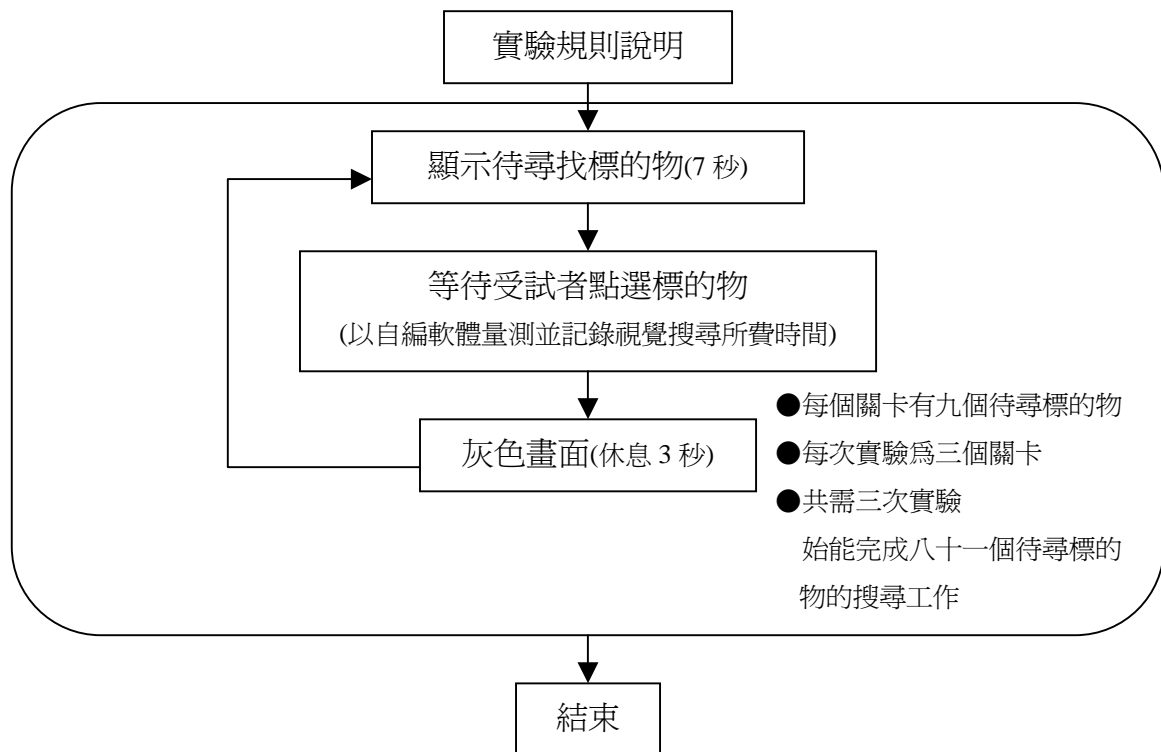 實驗規則說明
顯示待尋找標的物(7 秒)
等待受試者點選標的物
(以自編軟體量測並記錄視覺搜尋所費時間)
灰色畫面(休息 3 秒)
●每個關卡有九個待尋標的物
●每次實驗爲三個關卡
●共需三次實驗
始能完成八十一個待尋標的
物的搜尋工作
結束